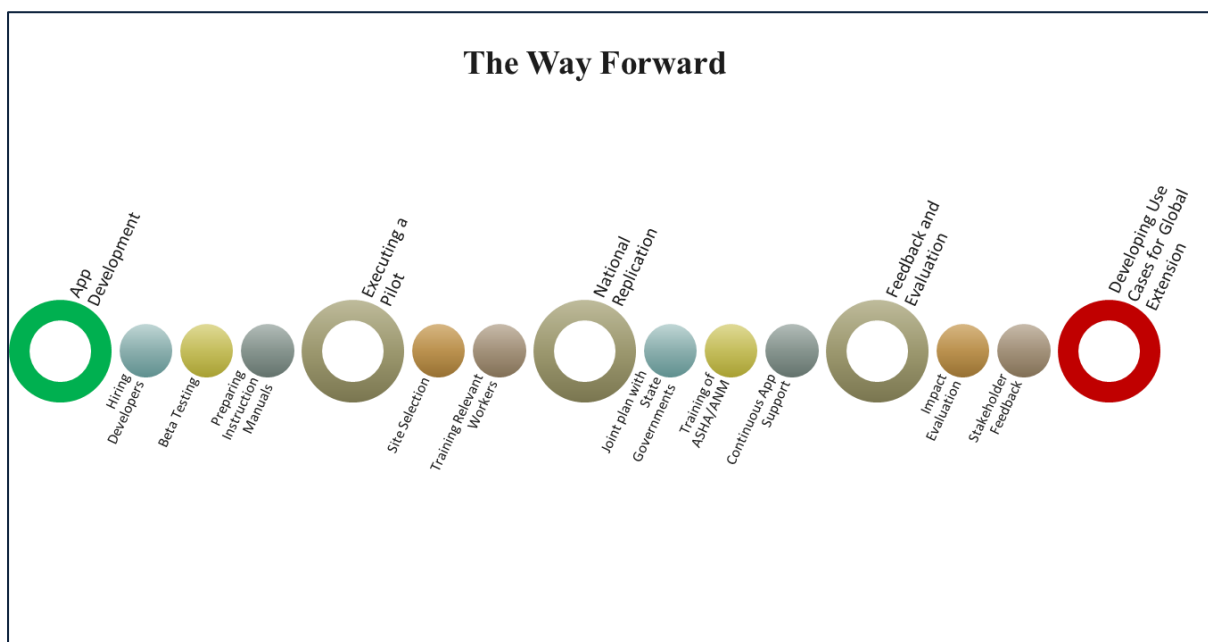 The Way Forward
App
Development
Hiring
Developers
Beta Testing
Preparing
Instruction
Manuals
Executing a
Pilot
Site Selection
Training Relevant
Workers
National
Replication
Joint plan with
State
Governments
Training of
ASHA/ANM
Continuous App
Support
Feedback and
Evaluation
Impact
Evaluation
Stakeholder
Feedback
Developing Use
Cases for Global
Extension